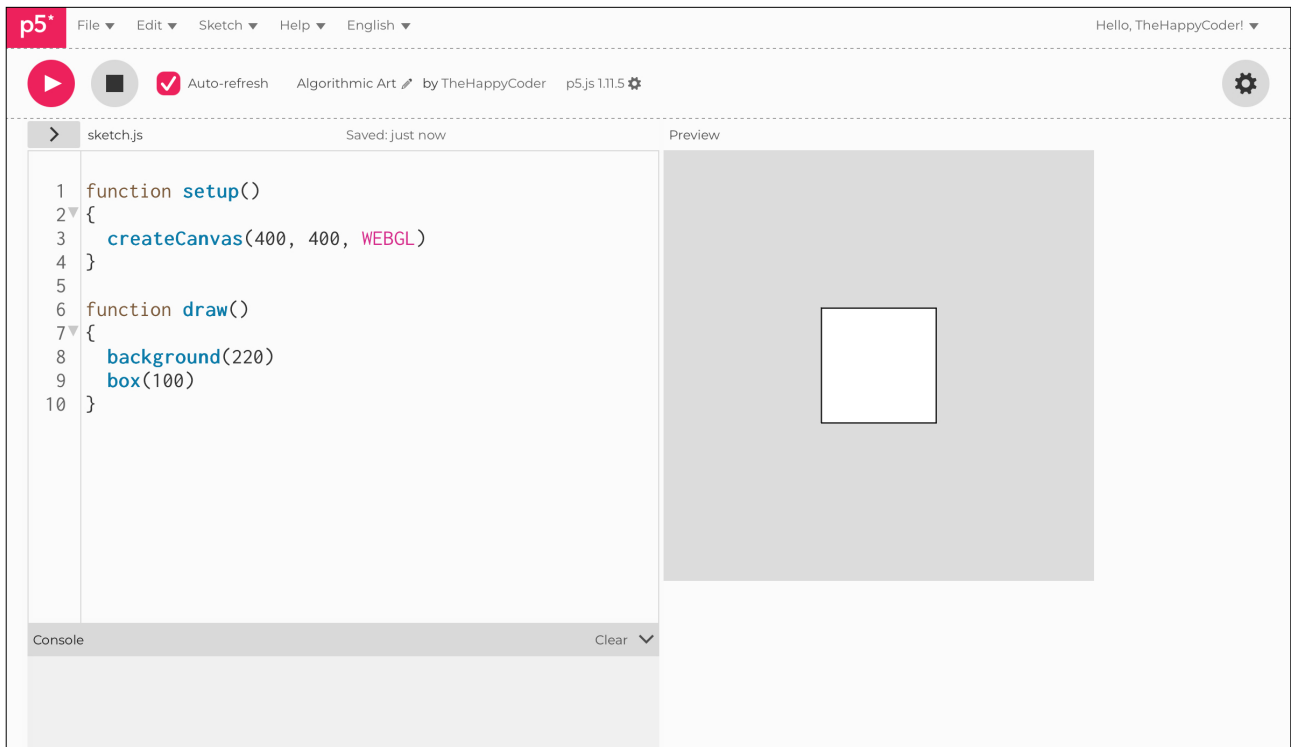 p5* File Edit Sketch Help English Hello, TheHappyCoder!
Auto-refresh Algorithmic Art by TheHappyCoder p5.js 1.11.5
> sketch.js Saved: just now Preview
1 function setup()
2 {
3 createCanvas(400, 400, WEBGL)
4 }
5
6 function draw()
7 {
8 background(220)
9 box(100)
10 }
Console Clear